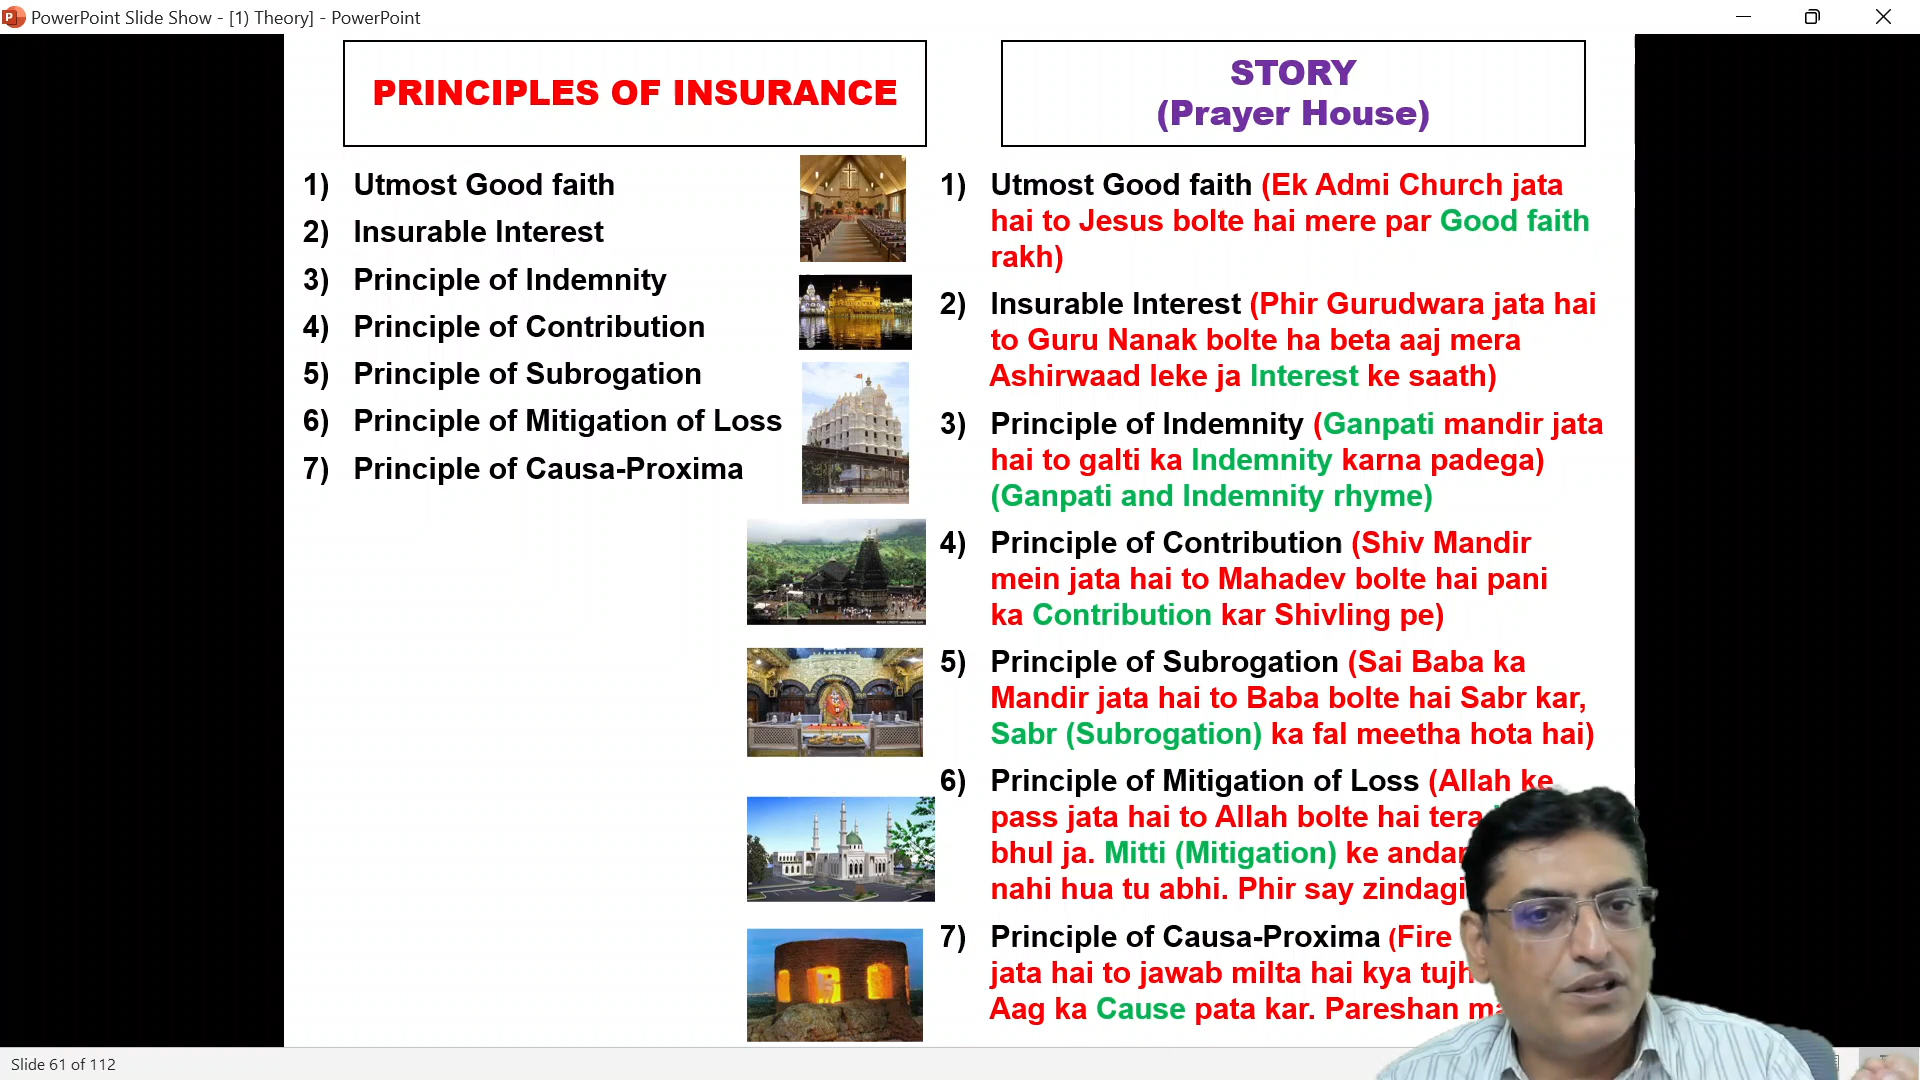 PowerPoint Slide Show - [1) Theory] - PowerPoint
PRINCIPLES OF INSURANCE
1) Utmost Good faith
2) Insurable Interest
3) Principle of Indemnity
4) Principle of Contribution
5) Principle of Subrogation
6) Principle of Mitigation of Loss
7) Principle of Causa-Proxima
STORY
(Prayer House)
1) Utmost Good faith (Ek Admi Church jata
hai to Jesus bolte hai mere par Good faith
rakh)
2) Insurable Interest (Phir Gurudwara jata hai
to Guru Nanak bolte ha beta aaj mera
Ashirwaad leke ja Interest ke saath)
3) Principle of Indemnity (Ganpati mandir jata
hai to galti ka Indemnity karna padega)
(Ganpati and Indemnity rhyme)
4) Principle of Contribution (Shiv Mandir
mein jata hai to Mahadev bolte hai pani
ka Contribution kar Shivling pe)
5) Principle of Subrogation (Sai Baba ka
Mandir jata hai to Baba bolte hai Sabr kar,
Sabr (Subrogation) ka fal meetha hota hai)
6) Principle of Mitigation of Loss (Allah ke
pass jata hai to Allah bolte hai tera
bhul ja. Mitti (Mitigation) ke andar
nahi hua tu abhi. Phir say zindagi
7) Principle of Causa-Proxima (Fire
jata hai to jawab milta hai kya
Aag ka Cause pata kar. Pareshan
Slide 61 of 112